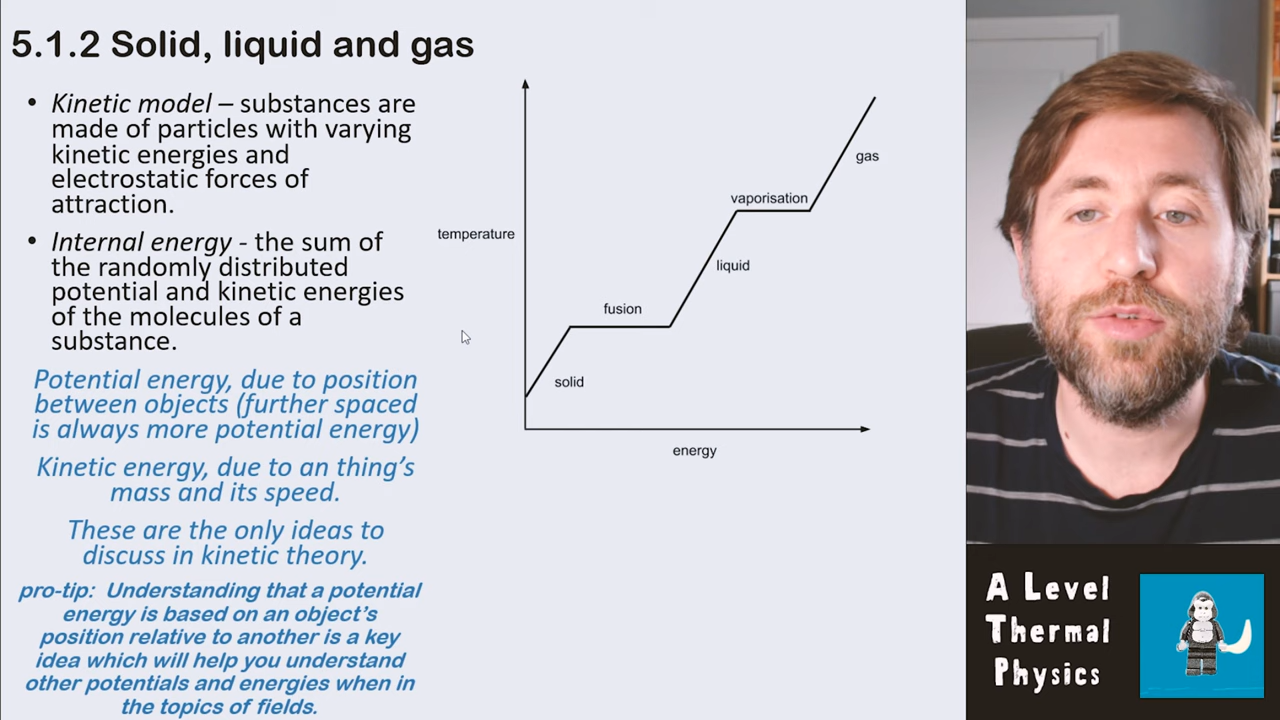 5.1.2 Solid, liquid and gas
• Kinetic model – substances are
made of particles with varying
kinetic energies and
electrostatic forces of
attraction.
• Internal energy - the sum of
the randomly distributed
potential and kinetic energies
of the molecules of a
substance.
Potential energy, due to position
between objects (further spaced
is always more potential energy)
Kinetic energy, due to an thing's
mass and its speed.
These are the only ideas to
discuss in kinetic theory.
pro-tip: Understanding that a potential
energy is based on an object's
position relative to another is a key
idea which will help you understand
other potentials and energies when in
the topics of fields.
temperature
solid
fusion
liquid
vaporisation
gas
energy
A Level
Thermal
Physics